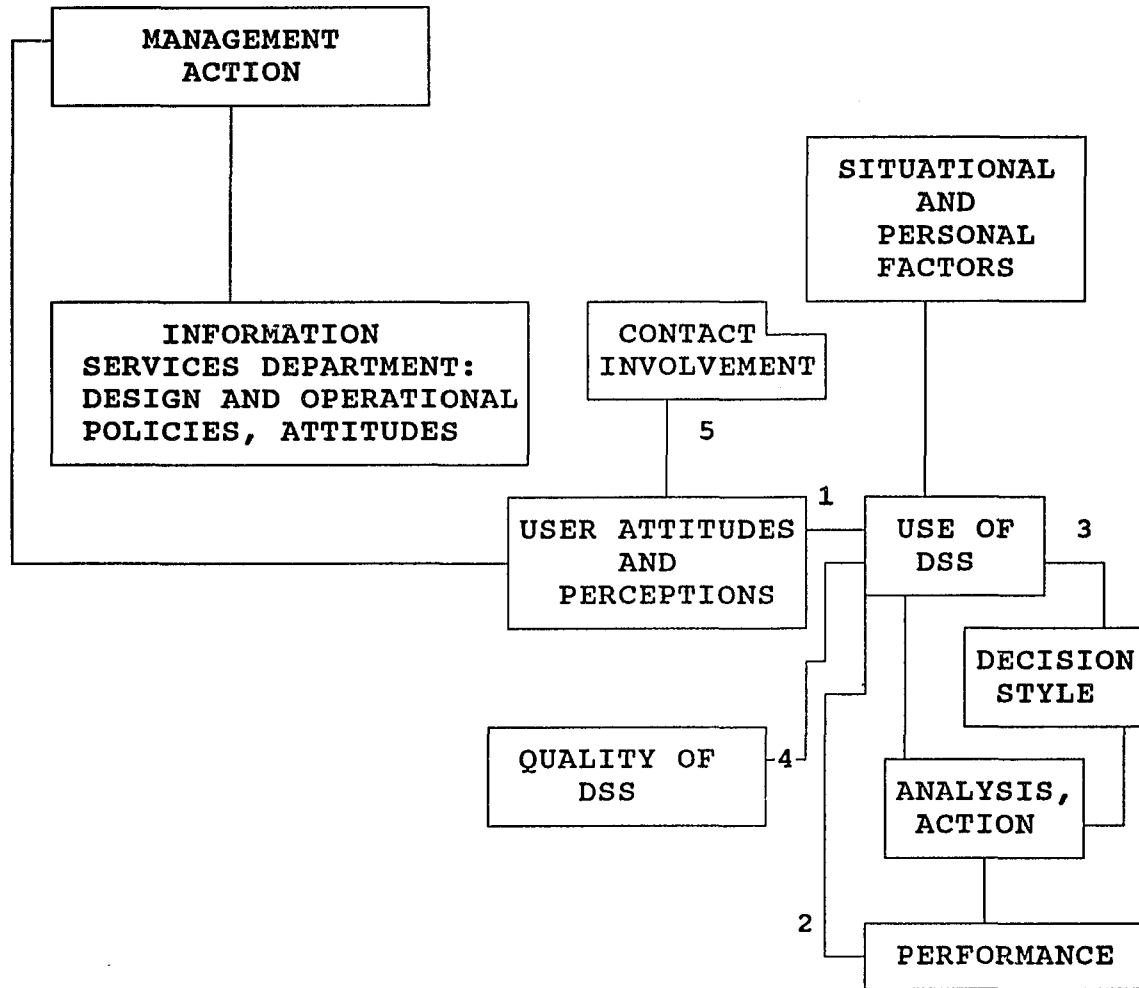 MANAGEMENT
ACTION
SITUATIONAL
AND
PERSONAL
FACTORS
INFORMATION
SERVICES DEPARTMENT:
DESIGN AND OPERATIONAL
POLICIES, ATTITUDES
CONTACT
INVOLVEMENT
5
USER ATTITUDES
AND
PERCEPTIONS
1
USE OF
DSS
3
DECISION
STYLE
QUALITY OF
DSS
4
ANALYSIS,
ACTION
2
PERFORMANCE